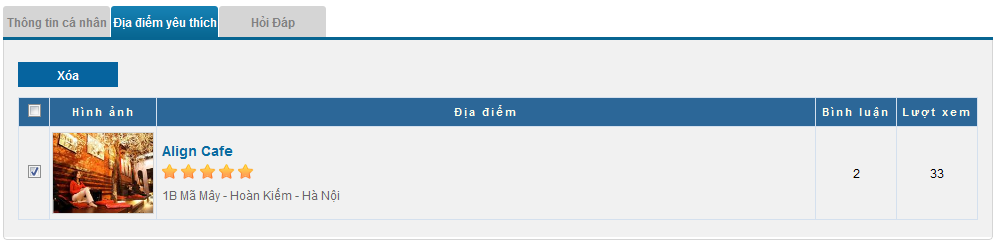 Thông tin cá nhân Địa điểm yêu thích Hỏi Đáp
Xóa
Hình ảnh Địa điểm Bình luận Lượt xem
Align Cafe
2 33
1B Mã Mây - Hoàn Kiếm - Hà Nội